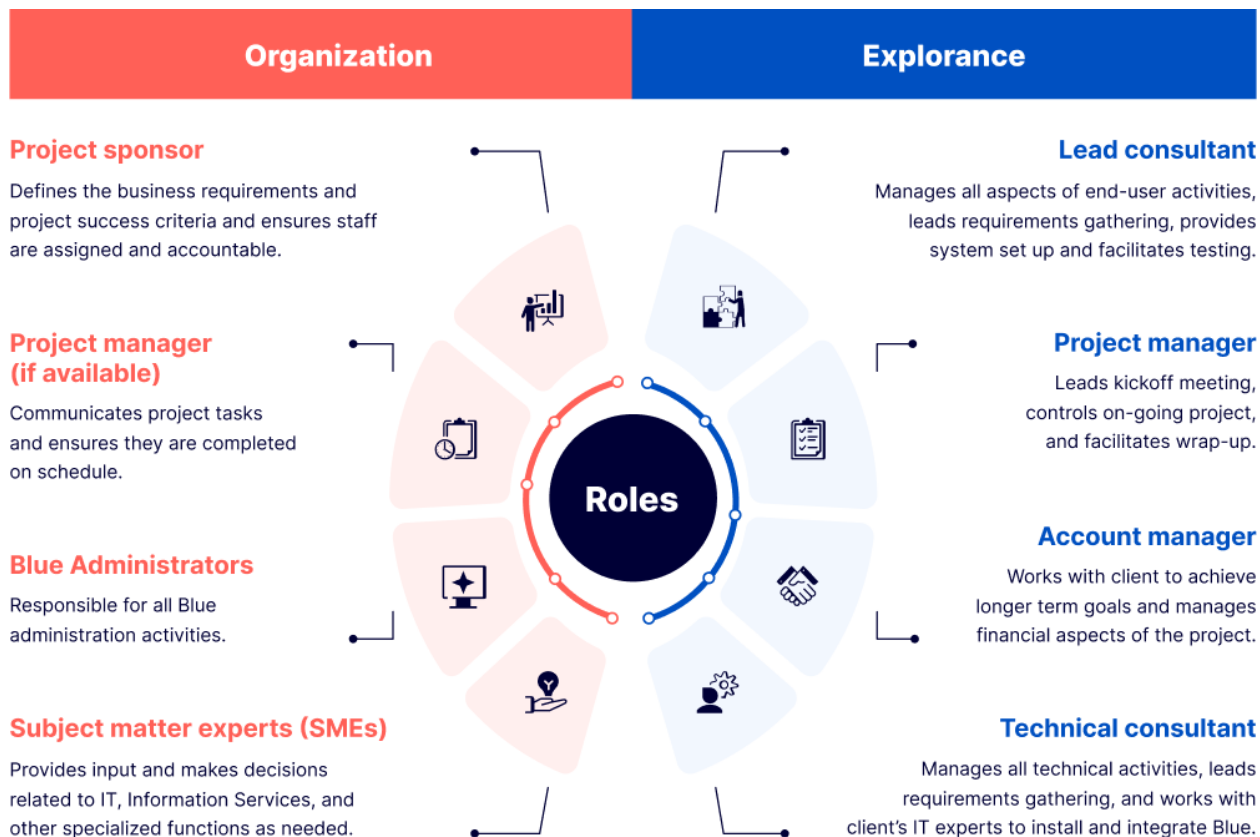 Organization
Explorance
Project sponsor
Defines the business requirements and
project success criteria and ensures staff
are assigned and accountable.
Project manager
(if available)
Communicates project tasks
and ensures they are completed
on schedule.
Blue Administrators
Responsible for all Blue
administration activities.
Subject matter experts (SMEs)
Provides input and makes decisions
related to IT, Information Services, and
other specialized functions as needed.
Roles
Lead consultant
Manages all aspects of end-user activities,
leads requirements gathering, provides
system set up and facilitates testing.
Project manager
Leads kickoff meeting,
controls on-going project,
and facilitates wrap-up.
Account manager
Works with client to achieve
longer term goals and manages
financial aspects of the project.
Technical consultant
Manages all technical activities, leads
requirements gathering, and works with
client's IT experts to install and integrate Blue.